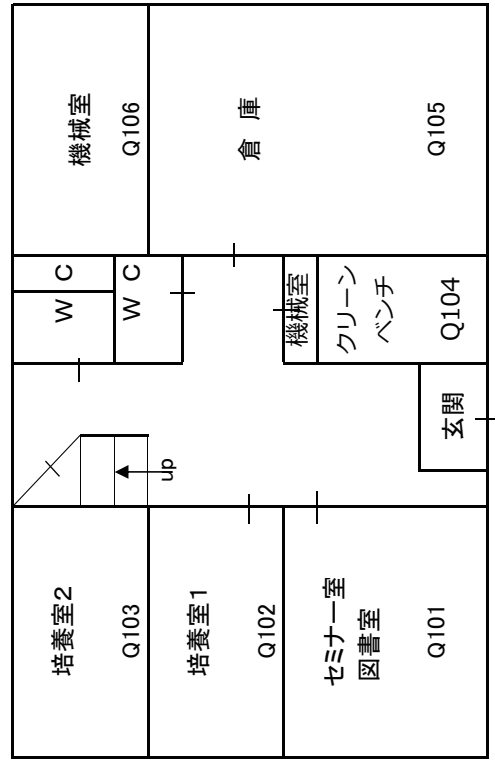 機械室
Q106
倉 庫
Q105
W C
W C
機械室
クリーン
ベンチ
Q104
玄関
up
培養室2
Q103
培養室1
Q102
セミナー室
図書室
Q101